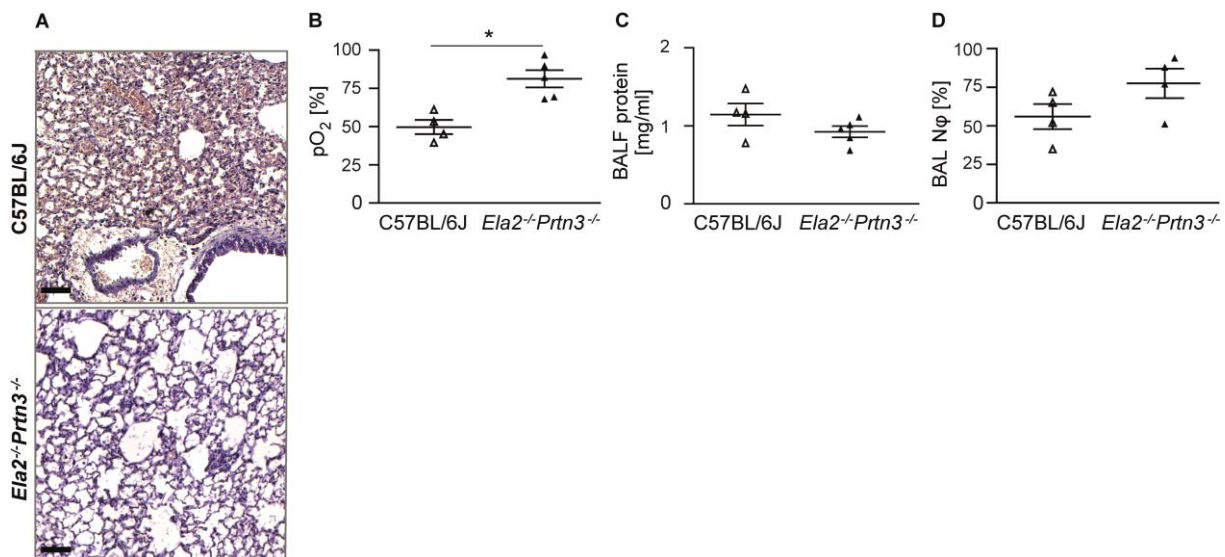 A
C57BL/6J
Ela2-/-Prtn3-/-
B
pO2 [%]
100
75
50
25
0
*
C57BL/6J Ela2-/-Prtn3-/-
C
BALF protein
[mg/ml]
2
1
0
C57BL/6J Ela2-/-Prtn3-/-
D
BAL Nφ [%]
100
75
50
25
0
C57BL/6J Ela2-/-Prtn3-/-